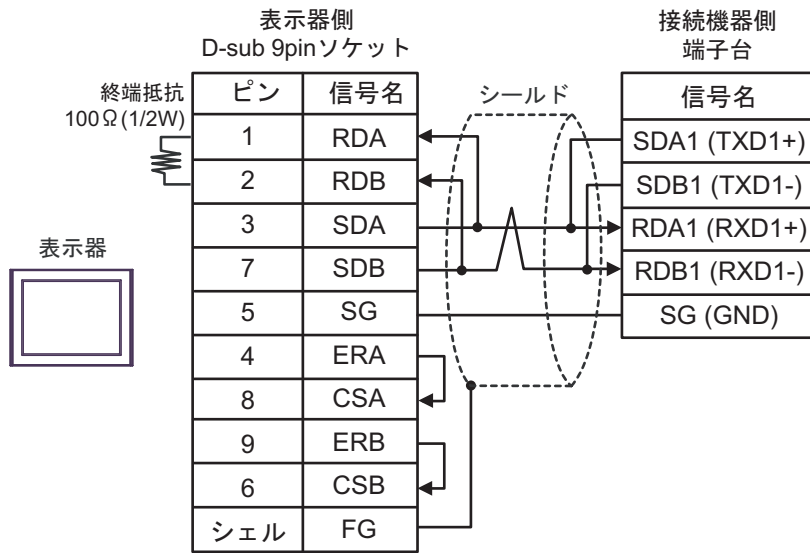 表示器側
D-sub 9pinソケット
接続機器側
端子台
終端抵抗
100Ω(1/2W)
シールド
表示器
ピン 信号名
1 RDA
2 RDB
3 SDA
7 SDB
5 SG
4 ERA
8 CSA
9 ERB
6 CSB
シェル FG
信号名
SDA1 (TXD1+)
SDB1 (TXD1-)
RDA1 (RXD1+)
RDB1 (RXD1-)
SG (GND)